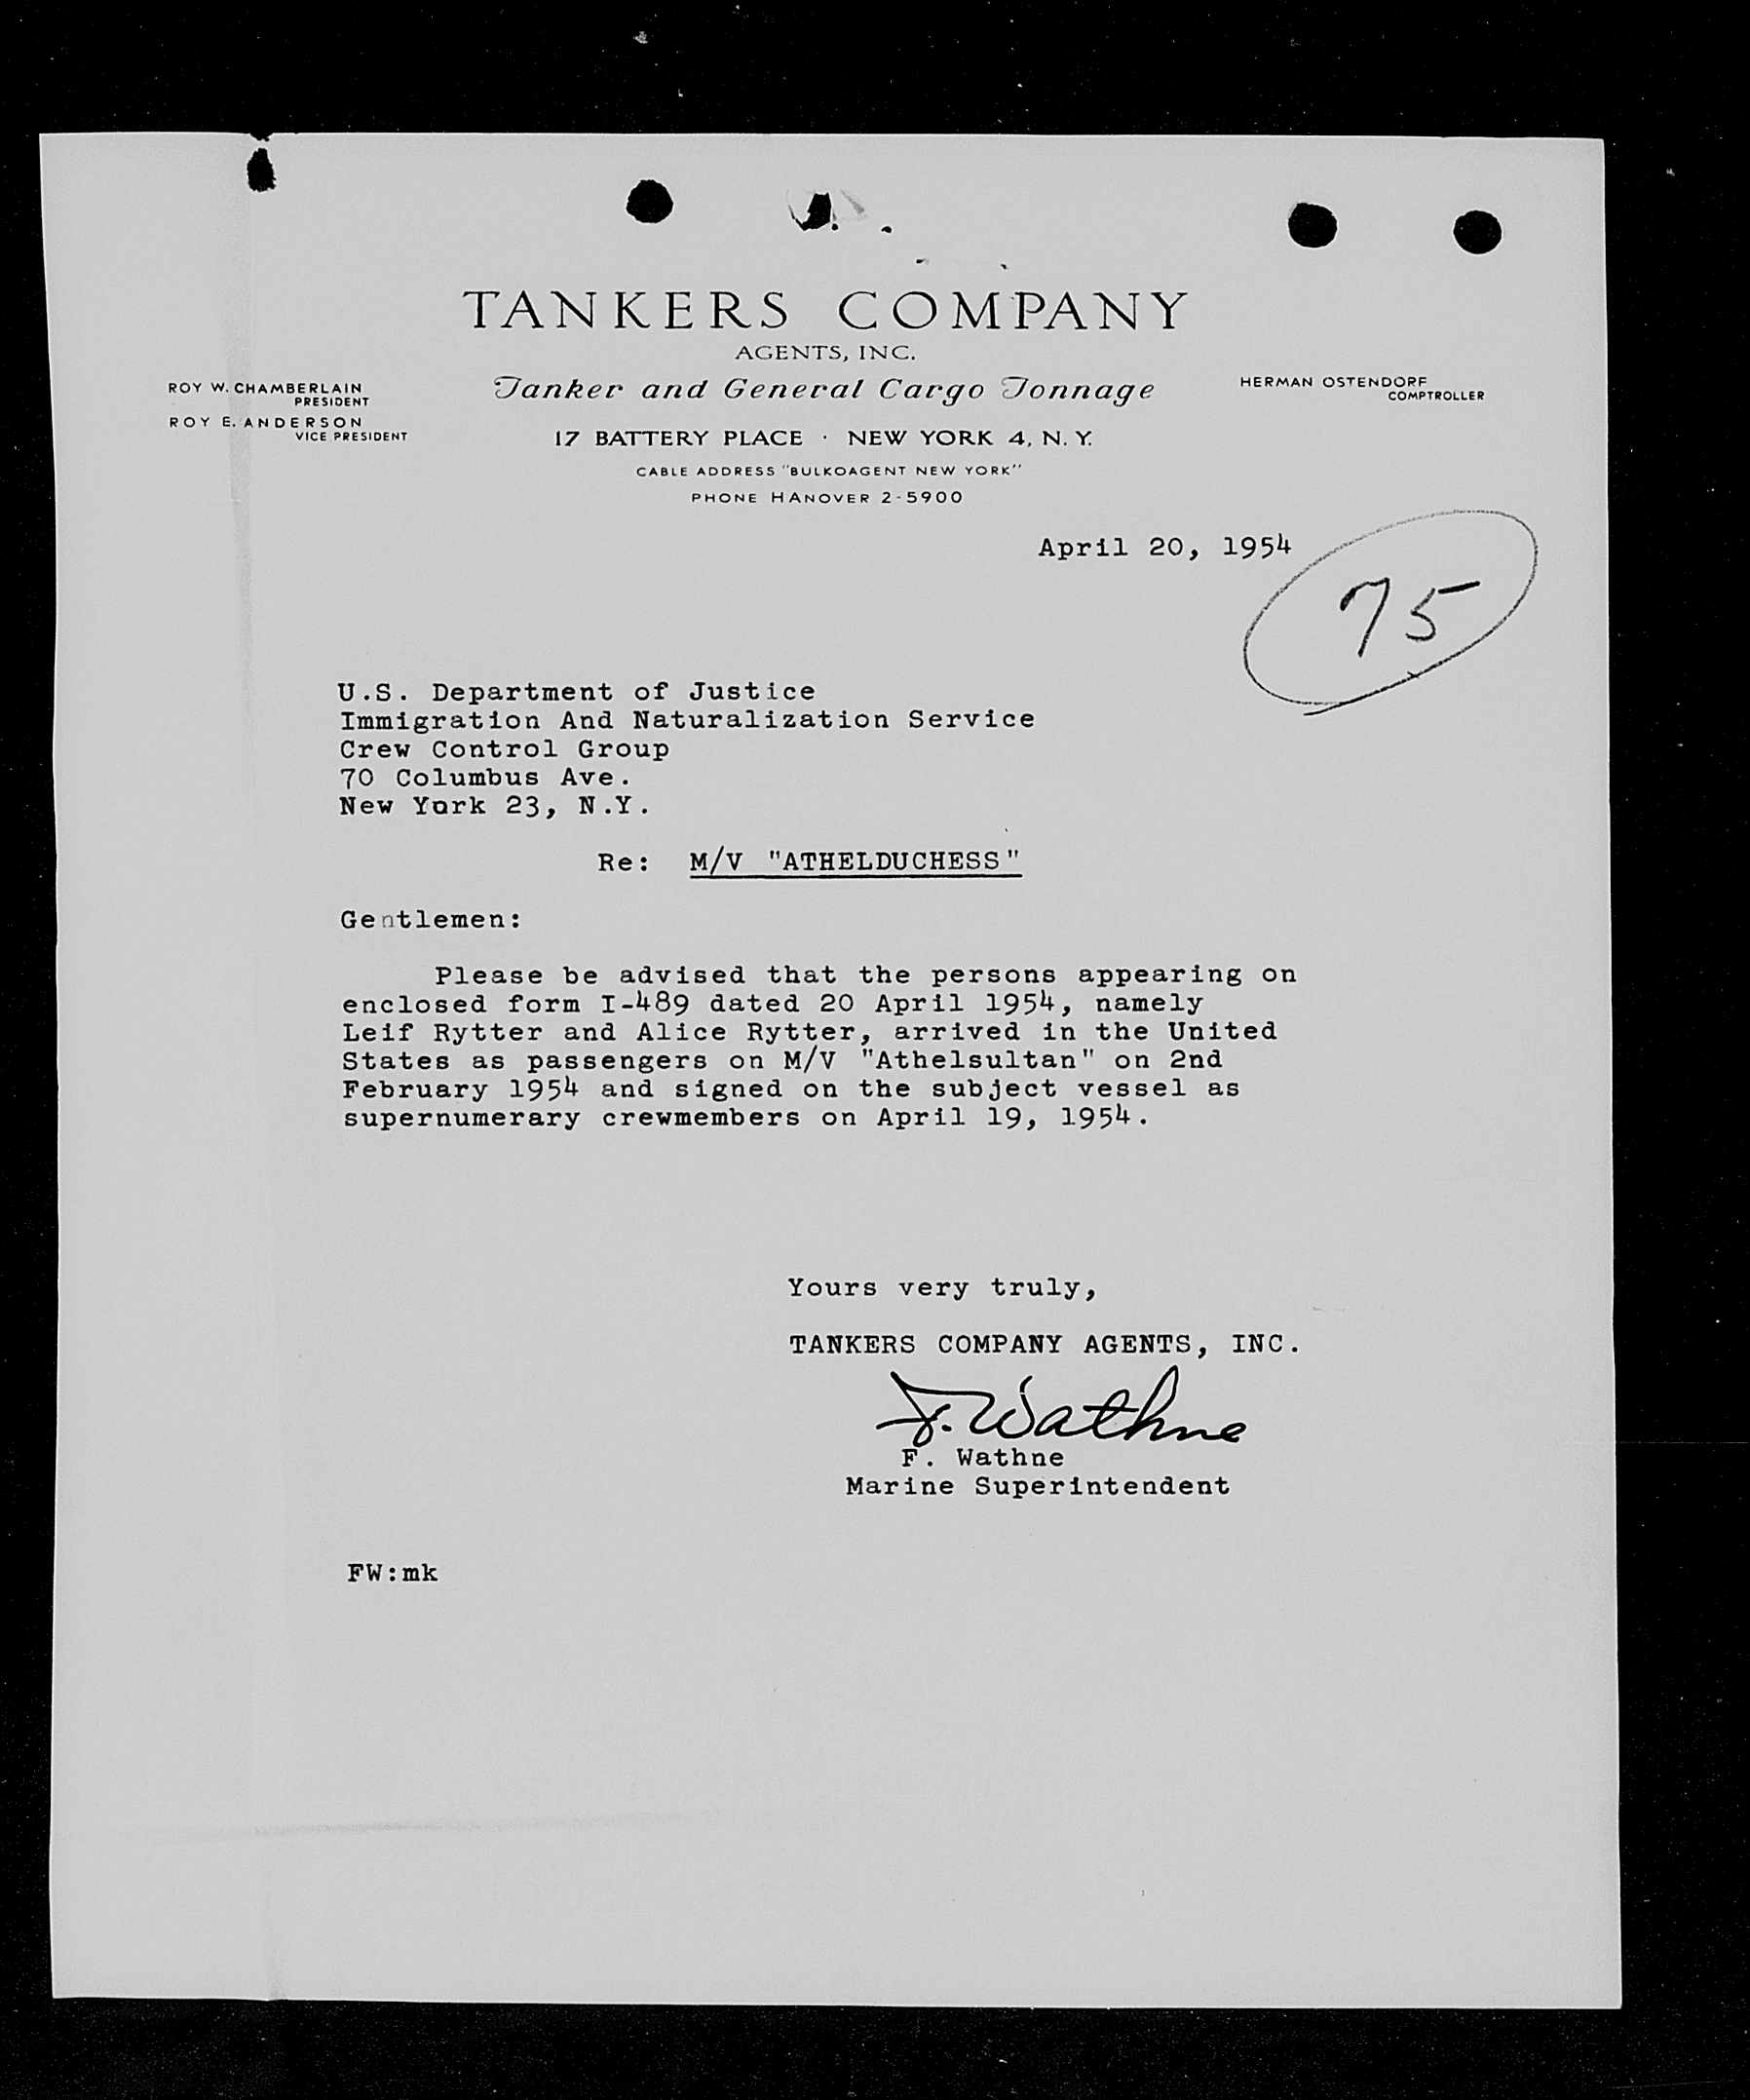 TANKERS COMPANY
AGENTS, INC.
Tanker and General Cargo Tonnage
17 BATTERY PLACE · NEW YORK 4, N. Y.
CABLE ADDRESS "BULKOAGENT NEW YORK"
PHONE HANOVER 2-5900
ROY W. CHAMBERLAIN
PRESIDENT
ROY E. ANDERSON
VICE PRESIDENT
HERMAN OSTENDORF
COMPTROLLER
April 20, 1954
75
U.S. Department of Justice
Immigration And Naturalization Service
Crew Control Group
70 Columbus Ave.
New York 23, N.Y.
Re: M/V "ATHELDUCHESS"
Gentlemen:
Please be advised that the persons appearing on
enclosed form I-489 dated 20 April 1954, namely
Leif Rytter and Alice Rytter, arrived in the United
States as passengers on M/V "Athelsultan" on 2nd
February 1954 and signed on the subject vessel as
supernumerary crewmembers on April 19, 1954.
Yours very truly,
TANKERS COMPANY AGENTS, INC.
F. Wathne
F. Wathne
Marine Superintendent
FW:mk